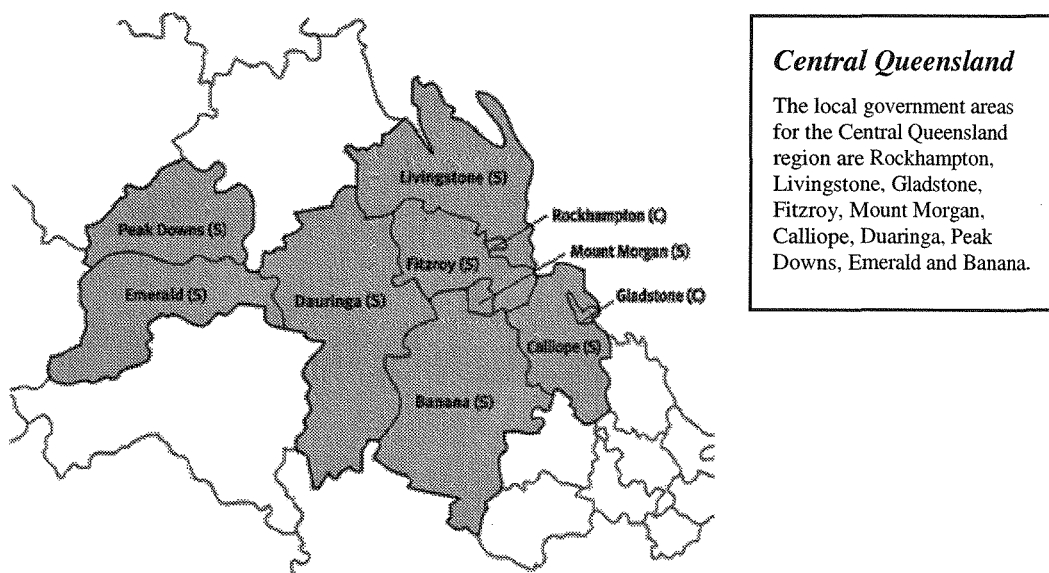 Livingstone (S)
Rockhampton (C)
Peak Downs (S)
Mount Morgan (S)
Fitzroy (S)
Emerald (S)
Dauringa (S)
Gladstone (C)
Calliope (S)
Banana (S)
Central Queensland
The local government areas
for the Central Queensland
region are Rockhampton,
Livingstone, Gladstone,
Fitzroy, Mount Morgan,
Calliope, Duaringa, Peak
Downs, Emerald and Banana.